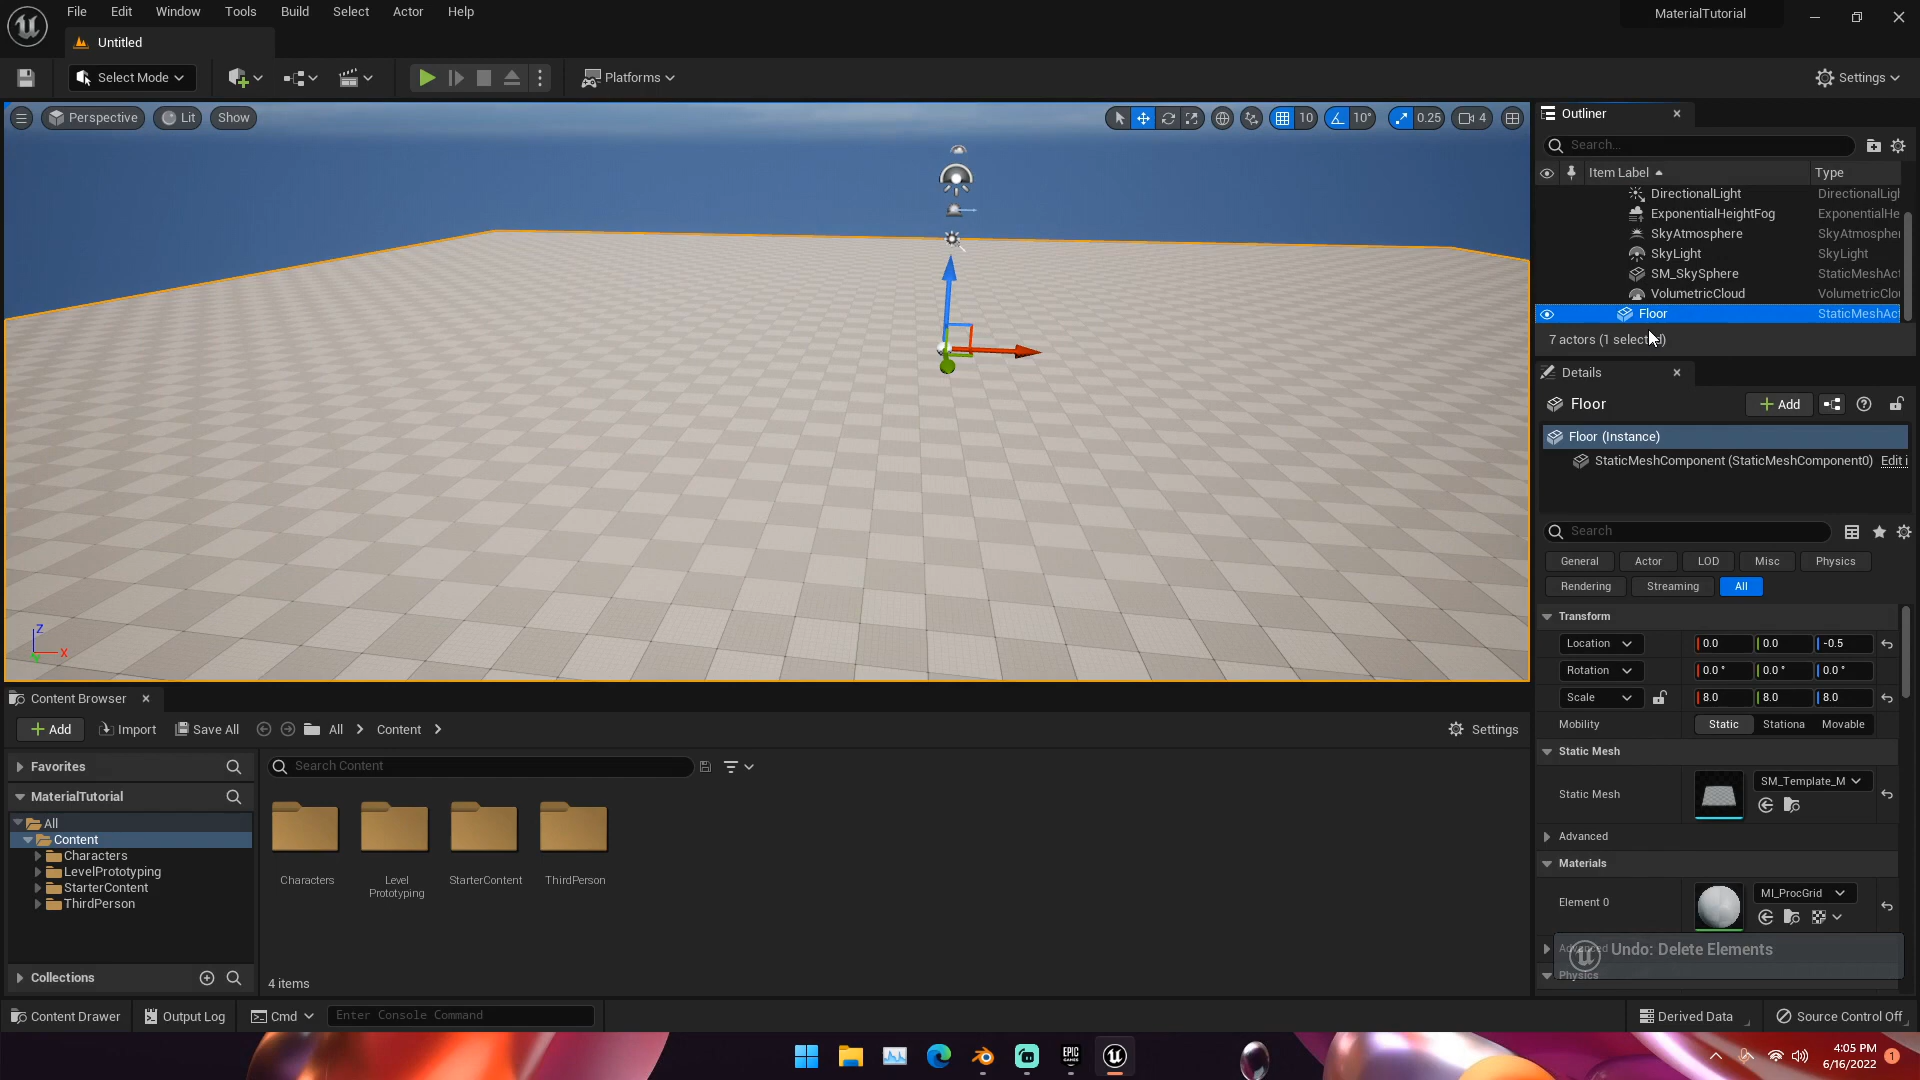 File Edit Window Tools Build Select Actor Help
MaterialTutorial
Untitled
Select Mode
Platforms
Settings
Perspective Lit Show
10 10° 0.25 4
Outliner
Search...
Item Label Type
DirectionalLight DirectionalLigh
ExponentialHeightFog ExponentialHe
SkyAtmosphere SkyAtmospher
SkyLight SkyLight
SM_SkySphere StaticMeshAct
VolumetricCloud VolumetricClou
Floor StaticMeshAct
7 actors (1 selected)
Details
Floor
Add
Floor (Instance)
StaticMeshComponent (StaticMeshComponent0) Edit i
Search
General Actor LOD Misc Physics
Rendering Streaming All
Transform
Location 0.0 0.0 -0.5
Rotation 0.0° 0.0° 0.0°
Scale 8.0 8.0 8.0
Mobility Static Stationa Movable
Static Mesh
Static Mesh SM_Template_M
Advanced
Materials
Element 0 MI_ProcGrid
Advanced
Undo: Delete Elements
Physics
Z
X
Content Browser
Add Import Save All All Content Settings
Favorites
Search Content
MaterialTutorial
All
Content
Characters
LevelPrototyping
StarterContent
ThirdPerson
Characters
Level
Prototyping
StarterContent
ThirdPerson
Collections
4 items
Content Drawer Output Log Cmd Enter Console Command
Derived Data Source Control Off
EPIC
GAMES
4:05 PM
6/16/2022
1